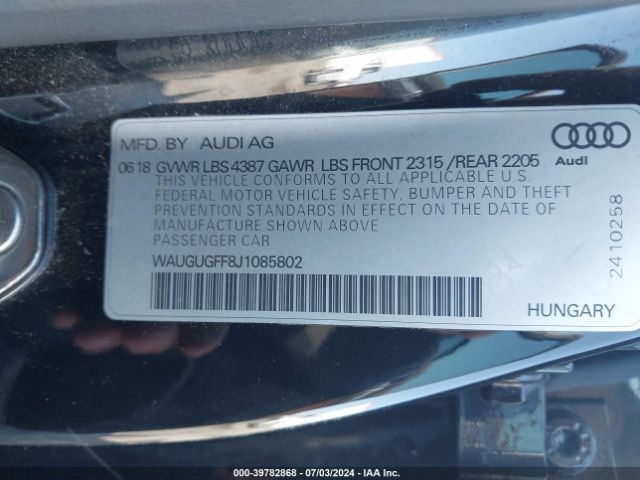 MFD. BY AUDI AG
06 18 GVWR LBS 4387 GAWR LBS FRONT 2315 /REAR 2205
THIS VEHICLE CONFORMS TO ALL APPLICABLE U.S.
FEDERAL MOTOR VEHICLE SAFETY, BUMPER AND THEFT
PREVENTION STANDARDS IN EFFECT ON THE DATE OF
MANUFACTURE SHOWN ABOVE
PASSENGER CAR
WAUGUGFF8J1085802
Audi
2410258
HUNGARY
000-39782868 - 07/03/2024 - IAA Inc.